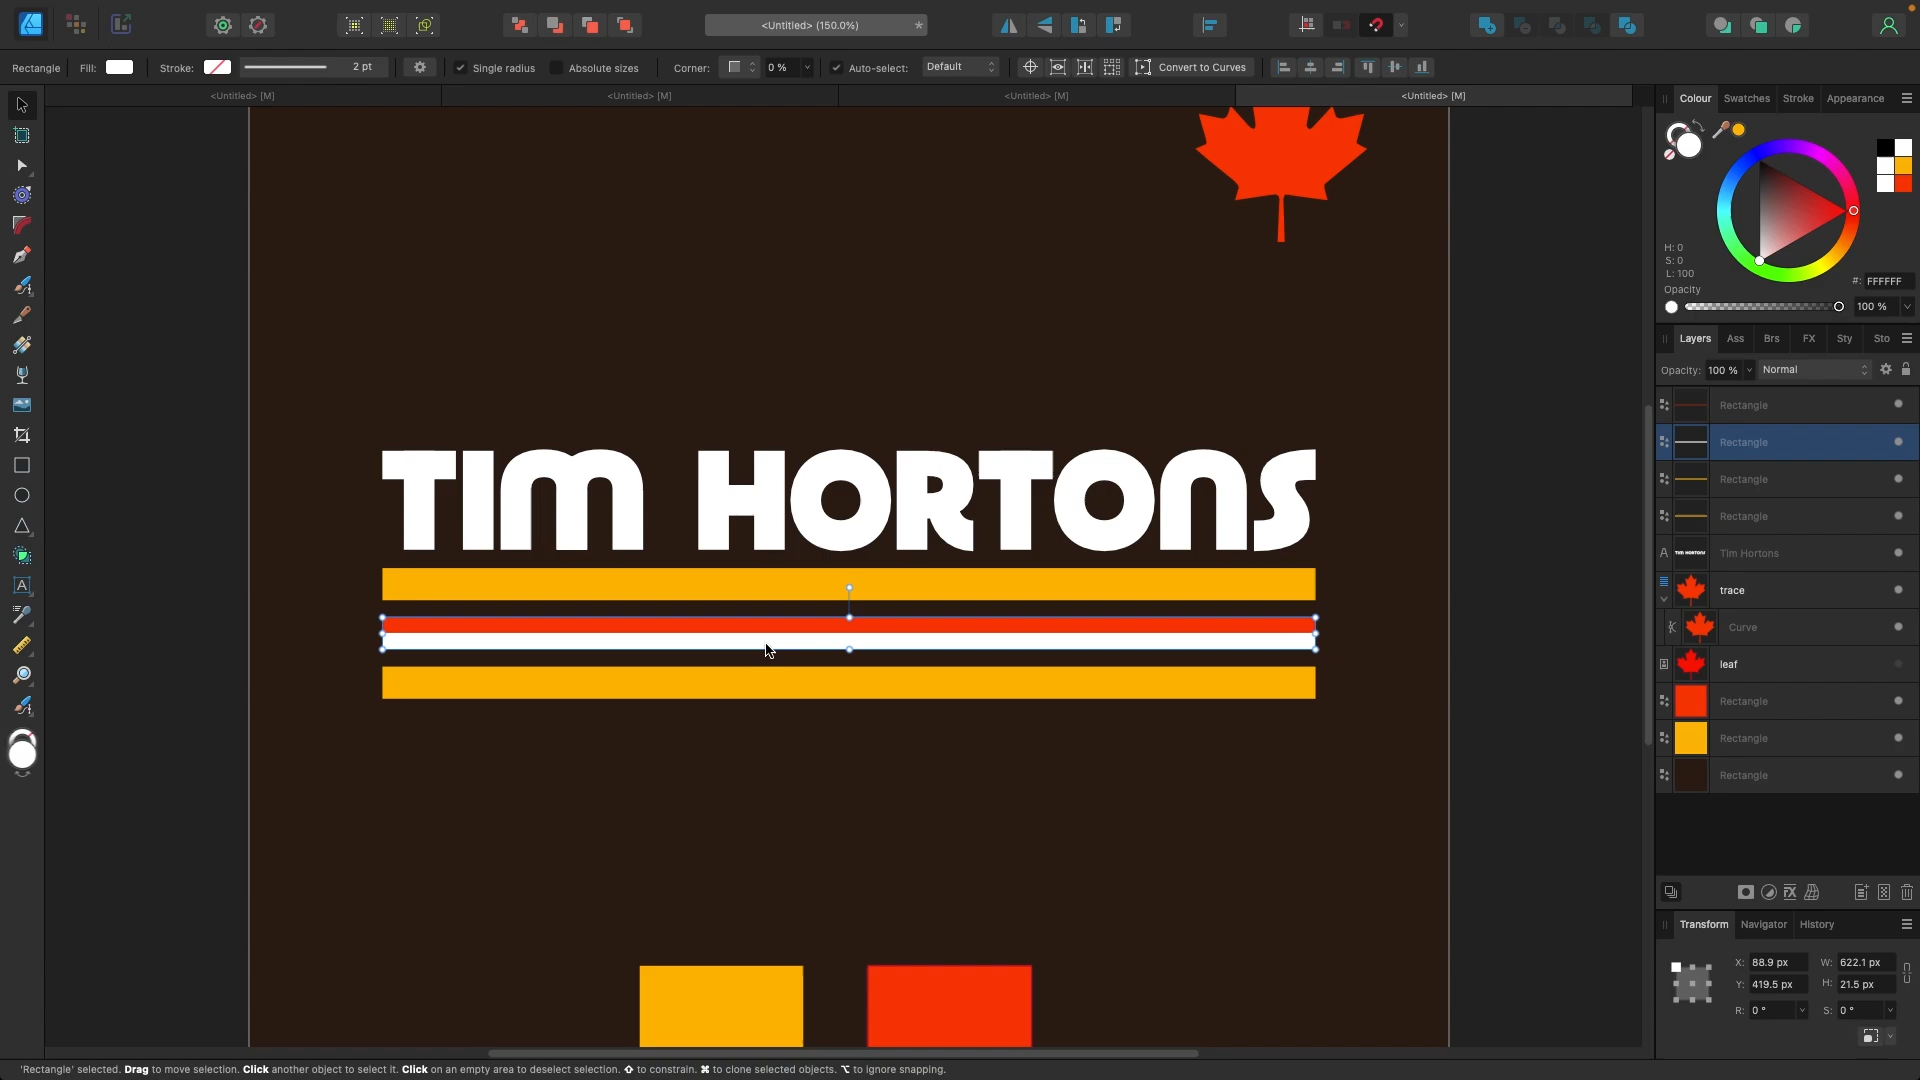 <Untitled> (150.0%)
*
Rectangle Fill: Stroke: 2 pt Single radius Absolute sizes Corner: 0 % Auto-select: Default Convert to Curves
<Untitled> [M] <Untitled> [M] <Untitled> [M] <Untitled> [M]
Colour Swatches Stroke Appearance
H: 0
S: 0
L: 100
#: FFFFFF
Opacity
100 %
Layers Ass Brs FX Sty Sto
Opacity: 100 % Normal
Rectangle
Rectangle
Rectangle
Rectangle
A TIM HORTONS Tim Hortons
trace
Curve
leaf
Rectangle
Rectangle
Rectangle
TIM HORTONS
Transform Navigator History
X: 88.9 px W: 622.1 px
Y: 419.5 px H: 21.5 px
R: 0 ° S: 0 °
'Rectangle' selected. Drag to move selection. Click another object to select it. Click on an empty area to deselect selection. ⇧ to constrain. ⌘ to clone selected objects. ⌥ to ignore snapping.